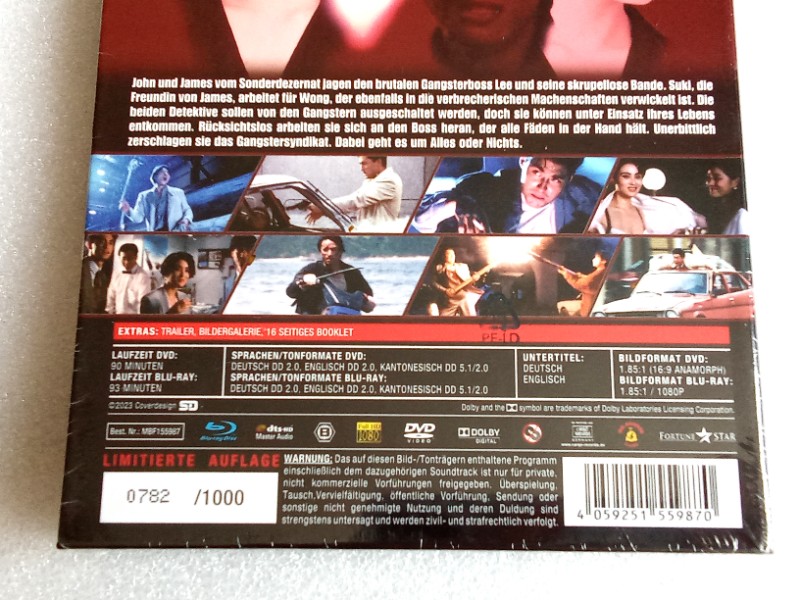 John und James vom Sonderdezernat jagen den brutalen Gangsterboss Lee und seine skrupellose Bande. Suki, die
Freundin von James, arbeitet für Wong, der ebenfalls in die verbrecherischen Machenschaften verwickelt ist. Die
beiden Detektive sollen von den Gangstern ausgeschaltet werden, doch sie können unter Einsatz ihres Lebens
entkommen. Rücksichtslos arbeiten sie sich an den Boss heran, der alle Fäden in der Hand hält. Unerbittlich
zerschlagen sie das Gangstersyndikat. Dabei geht es um Alles oder Nichts.
EXTRAS: TRAILER, BILDERGALERIE, 16 SEITIGES BOOKLET
LAUFZEIT DVD:
90 MINUTEN
LAUFZEIT BLU-RAY:
93 MINUTEN
SPRACHEN/TONFORMATE DVD:
DEUTSCH DD 2.0, ENGLISCH DD 2.0, KANTONESISCH DD 5.1/2.0
SPRACHEN/TONFORMATE BLU-RAY:
DEUTSCH DD 2.0, ENGLISCH DD 2.0, KANTONESISCH DD 5.1/2.0
UNTERTITEL:
DEUTSCH
ENGLISCH
BILDFORMAT DVD:
1.85:1 (16:9 ANAMORPH)
BILDFORMAT BLU-RAY:
1.85:1 / 1080P
©2023 Coverdesign SD
Dolby and the DD symbol are trademarks of Dolby Laboratories Licensing Corporation.
Best. Nr.: MBF155987
Blu-ray Disc
dts-HD
Master Audio
B
Full HD
1080
DVD
VIDEO
DOLBY
DIGITAL
FORTUNE STAR
LIMITIERTE AUFLAGE
0782 /1000
WARNUNG: Das auf diesen Bild-/Tonträgern enthaltene Programm
einschließlich dem dazugehörigen Soundtrack ist nur für private,
nicht kommerzielle Vorführungen freigegeben. Überspielung,
Tausch,Vervielfältigung, öffentliche Vorführung, Sendung oder
sonstige nicht genehmigte Nutzung und deren Duldung sind
strengstens untersagt und werden zivil- und strafrechtlich verfolgt.
4 059251 559870